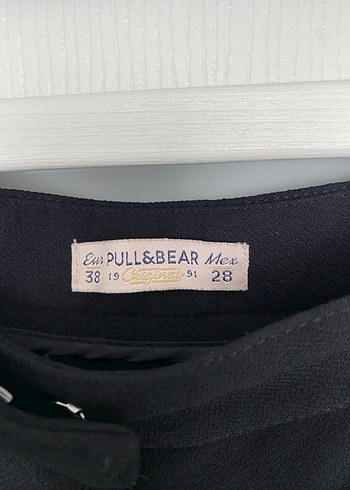 Eur PULL&BEAR Mex.
38 19 Original 91 28